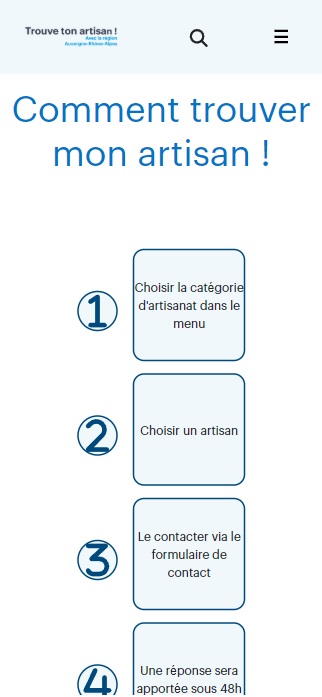 Trouve ton artisan !
Avec la région
Auvergne-Rhône-Alpes
Comment trouver
mon artisan !
1
Choisir la catégorie
d'artisanat dans le
menu
2
Choisir un artisan
3
Le contacter via le
formulaire de
contact
4
Une réponse sera
apportée sous 48h